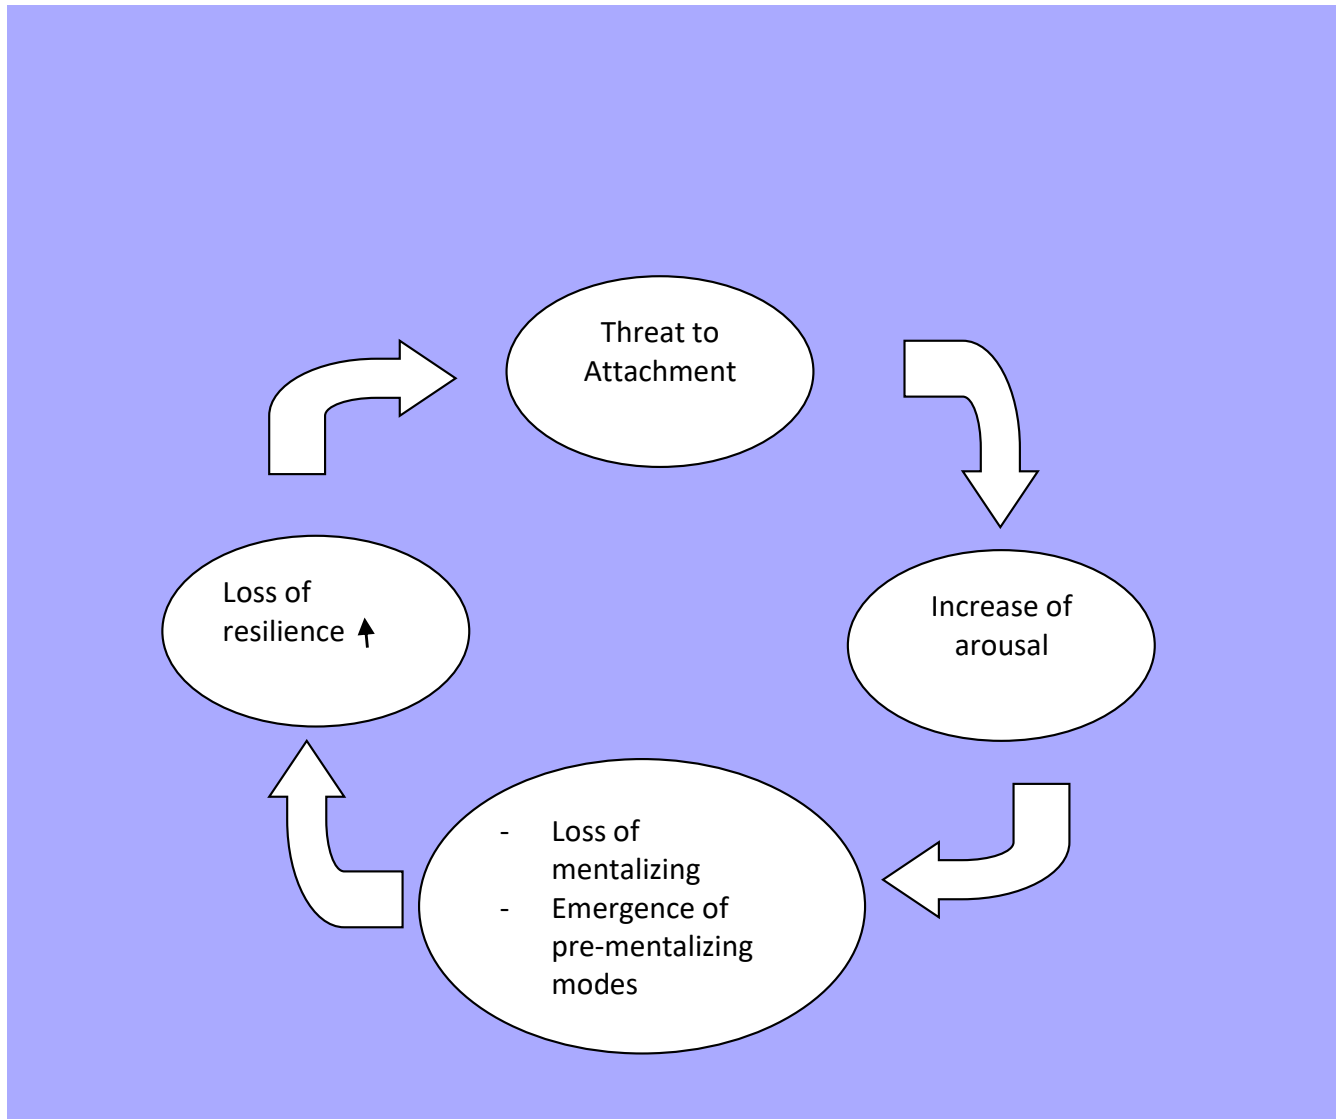 Threat to
Attachment
Increase of
arousal
- Loss of
mentalizing
- Emergence of
pre-mentalizing
modes
Loss of
resilience